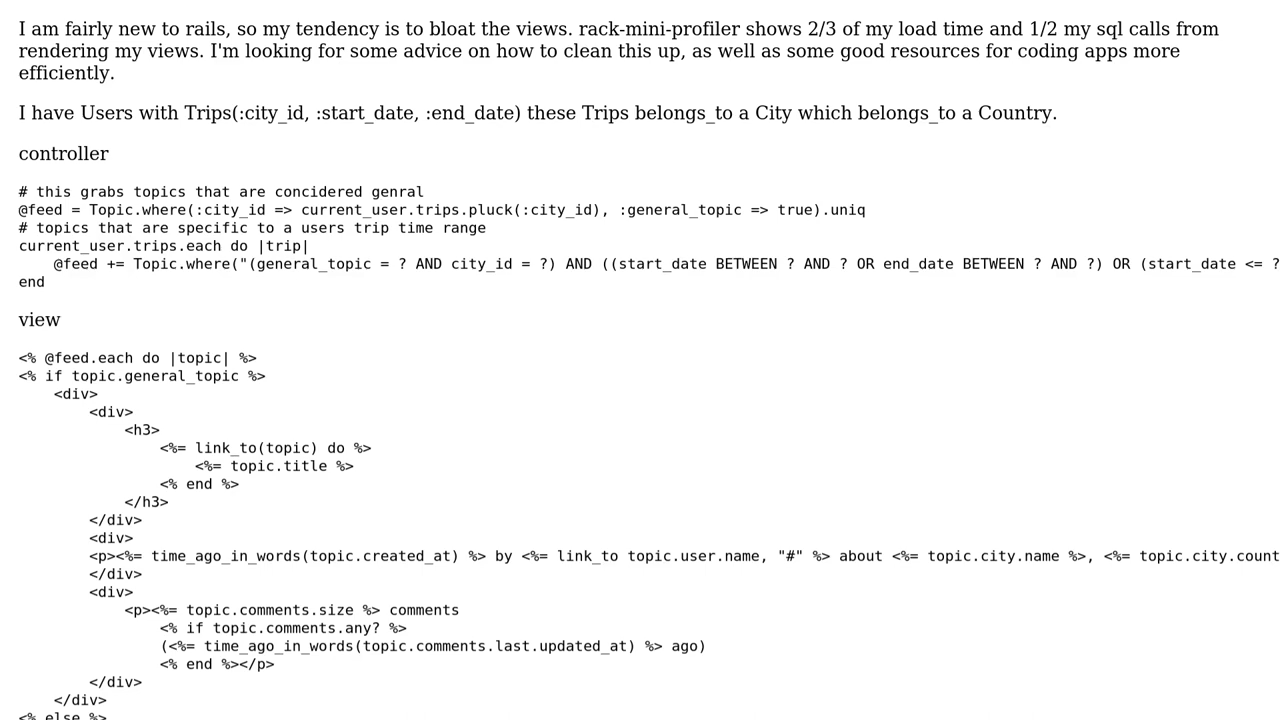 I am fairly new to rails, so my tendency is to bloat the views. rack-mini-profiler shows 2/3 of my load time and 1/2 my sql calls from
rendering my views. I'm looking for some advice on how to clean this up, as well as some good resources for coding apps more
efficiently.
I have Users with Trips(:city_id, :start_date, :end_date) these Trips belongs_to a City which belongs_to a Country.
controller
# this grabs topics that are concidered genral
@feed = Topic.where(:city_id => current_user.trips.pluck(:city_id), :general_topic => true).uniq
# topics that are specific to a users trip time range
current_user.trips.each do |trip|
    @feed += Topic.where("(general_topic = ? AND city_id = ?) AND ((start_date BETWEEN ? AND ? OR end_date BETWEEN ? AND ?) OR (start_date <= ?
end
view
<% @feed.each do |topic| %>
<% if topic.general_topic %>
    <div>
        <div>
            <h3>
                <%= link_to(topic) do %>
                    <%= topic.title %>
                <% end %>
            </h3>
        </div>
        <div>
        <p><%= time_ago_in_words(topic.created_at) %> by <%= link_to topic.user.name, "#" %> about <%= topic.city.name %>, <%= topic.city.count
        </div>
        <div>
            <p><%= topic.comments.size %> comments
                <% if topic.comments.any? %>
                (<%= time_ago_in_words(topic.comments.last.updated_at) %> ago)
                <% end %></p>
        </div>
    </div>
<% else %>